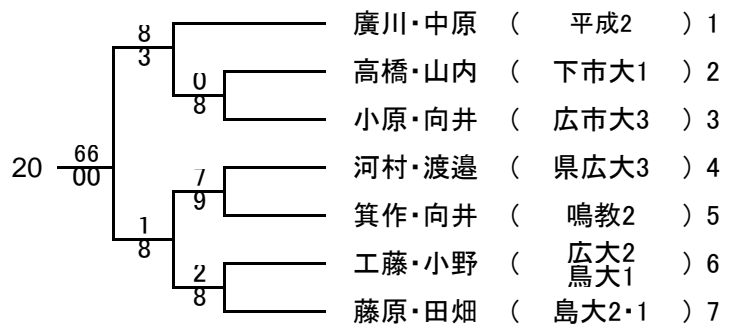 廣川・中原 ( 平成2 ) 1
8
3
高橋・山内 ( 下市大1 ) 2
0
8
小原・向井 ( 広市大3 ) 3
20
66
00
河村・渡邉 ( 県広大3 ) 4
7
9
箕作・向井 ( 鳴教2 ) 5
1
8
工藤・小野 ( 広大2 鳥大1 ) 6
2
8
藤原・田畑 ( 島大2・1 ) 7